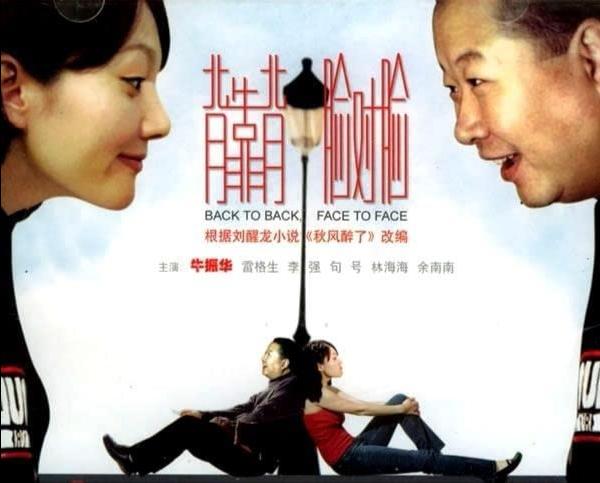 背靠背 脸对脸
BACK TO BACK, FACE TO FACE
根据刘醒龙小说《秋风醉了》改编
主演 牛振华 雷格生 李强 句号 林海海 余南南